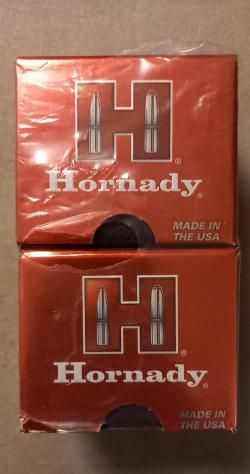 H
®
Hornady®
MADE IN
THE USA
H
®
Hornady®
MADE IN
THE USA